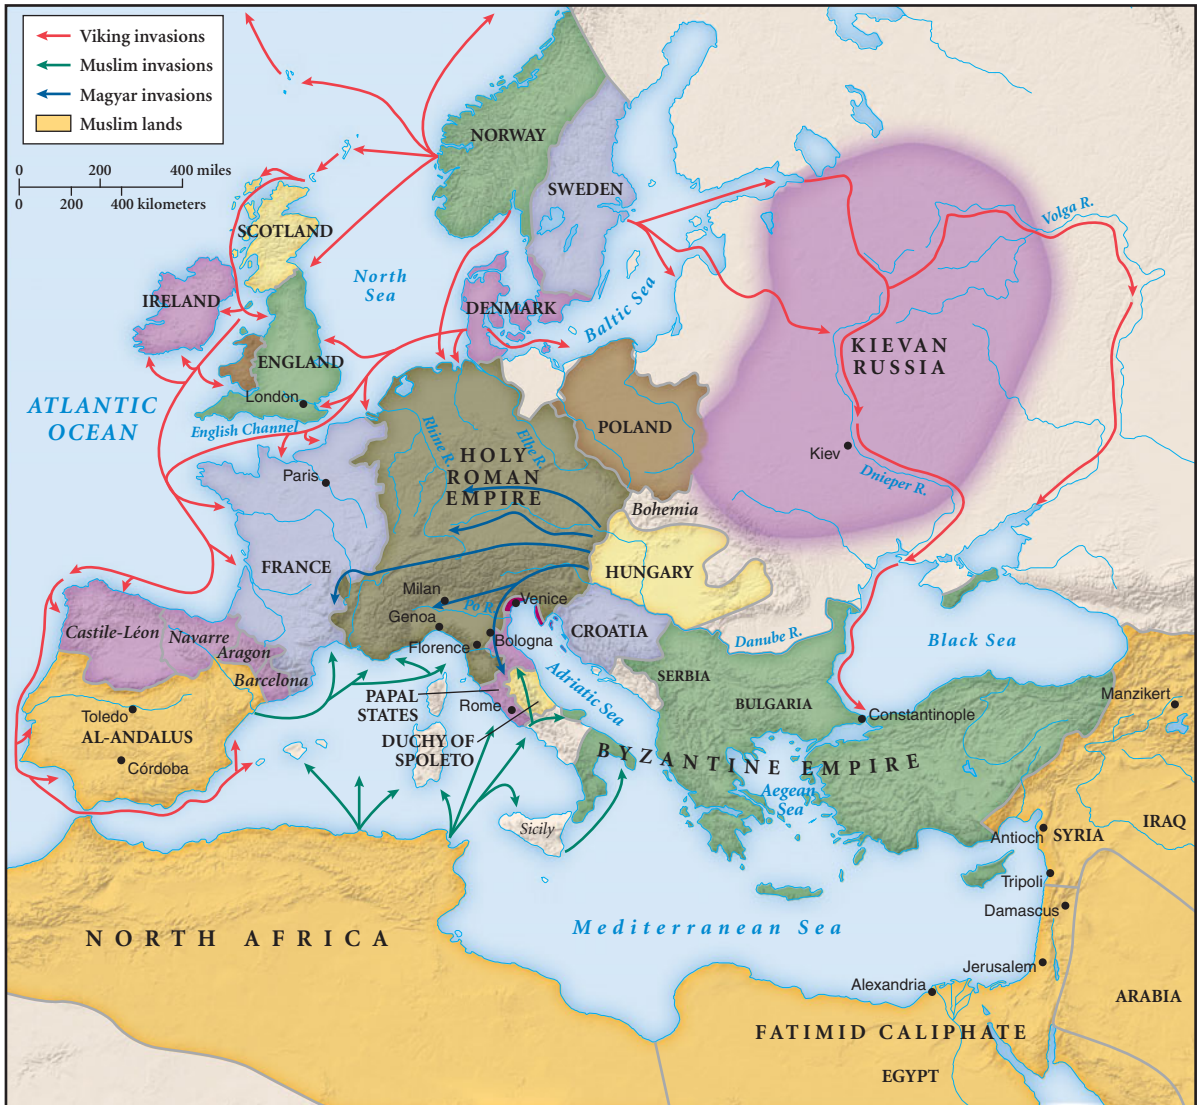 Viking invasions
Muslim invasions
Magyar invasions
Muslim lands
0 200 400 miles
0 200 400 kilometers
NORWAY
SWEDEN
SCOTLAND
Volga R.
North
Sea
IRELAND
DENMARK
Baltic Sea
ENGLAND
KIEVAN
RUSSIA
London
ATLANTIC
OCEAN
English Channel
Rhine R.
Elbe R.
POLAND
HOLY
ROMAN
EMPIRE
Kiev
Paris
Dnieper R.
Bohemia
FRANCE
HUNGARY
Milan
Venice
Po R.
Genoa
Castile-Léon
Navarre
Florence
Bologna
CROATIA
Danube R.
Black Sea
Aragon
Barcelona
Adriatic Sea
SERBIA
PAPAL
STATES
Rome
BULGARIA
Manzikert
Toledo
Constantinople
AL-ANDALUS
DUCHY OF
SPOLETO
BYZANTINE EMPIRE
Córdoba
Aegean
Sea
Sicily
IRAQ
Antioch
SYRIA
Tripoli
Damascus
Mediterranean Sea
NORTH AFRICA
Jerusalem
Alexandria
ARABIA
FATIMID CALIPHATE
EGYPT